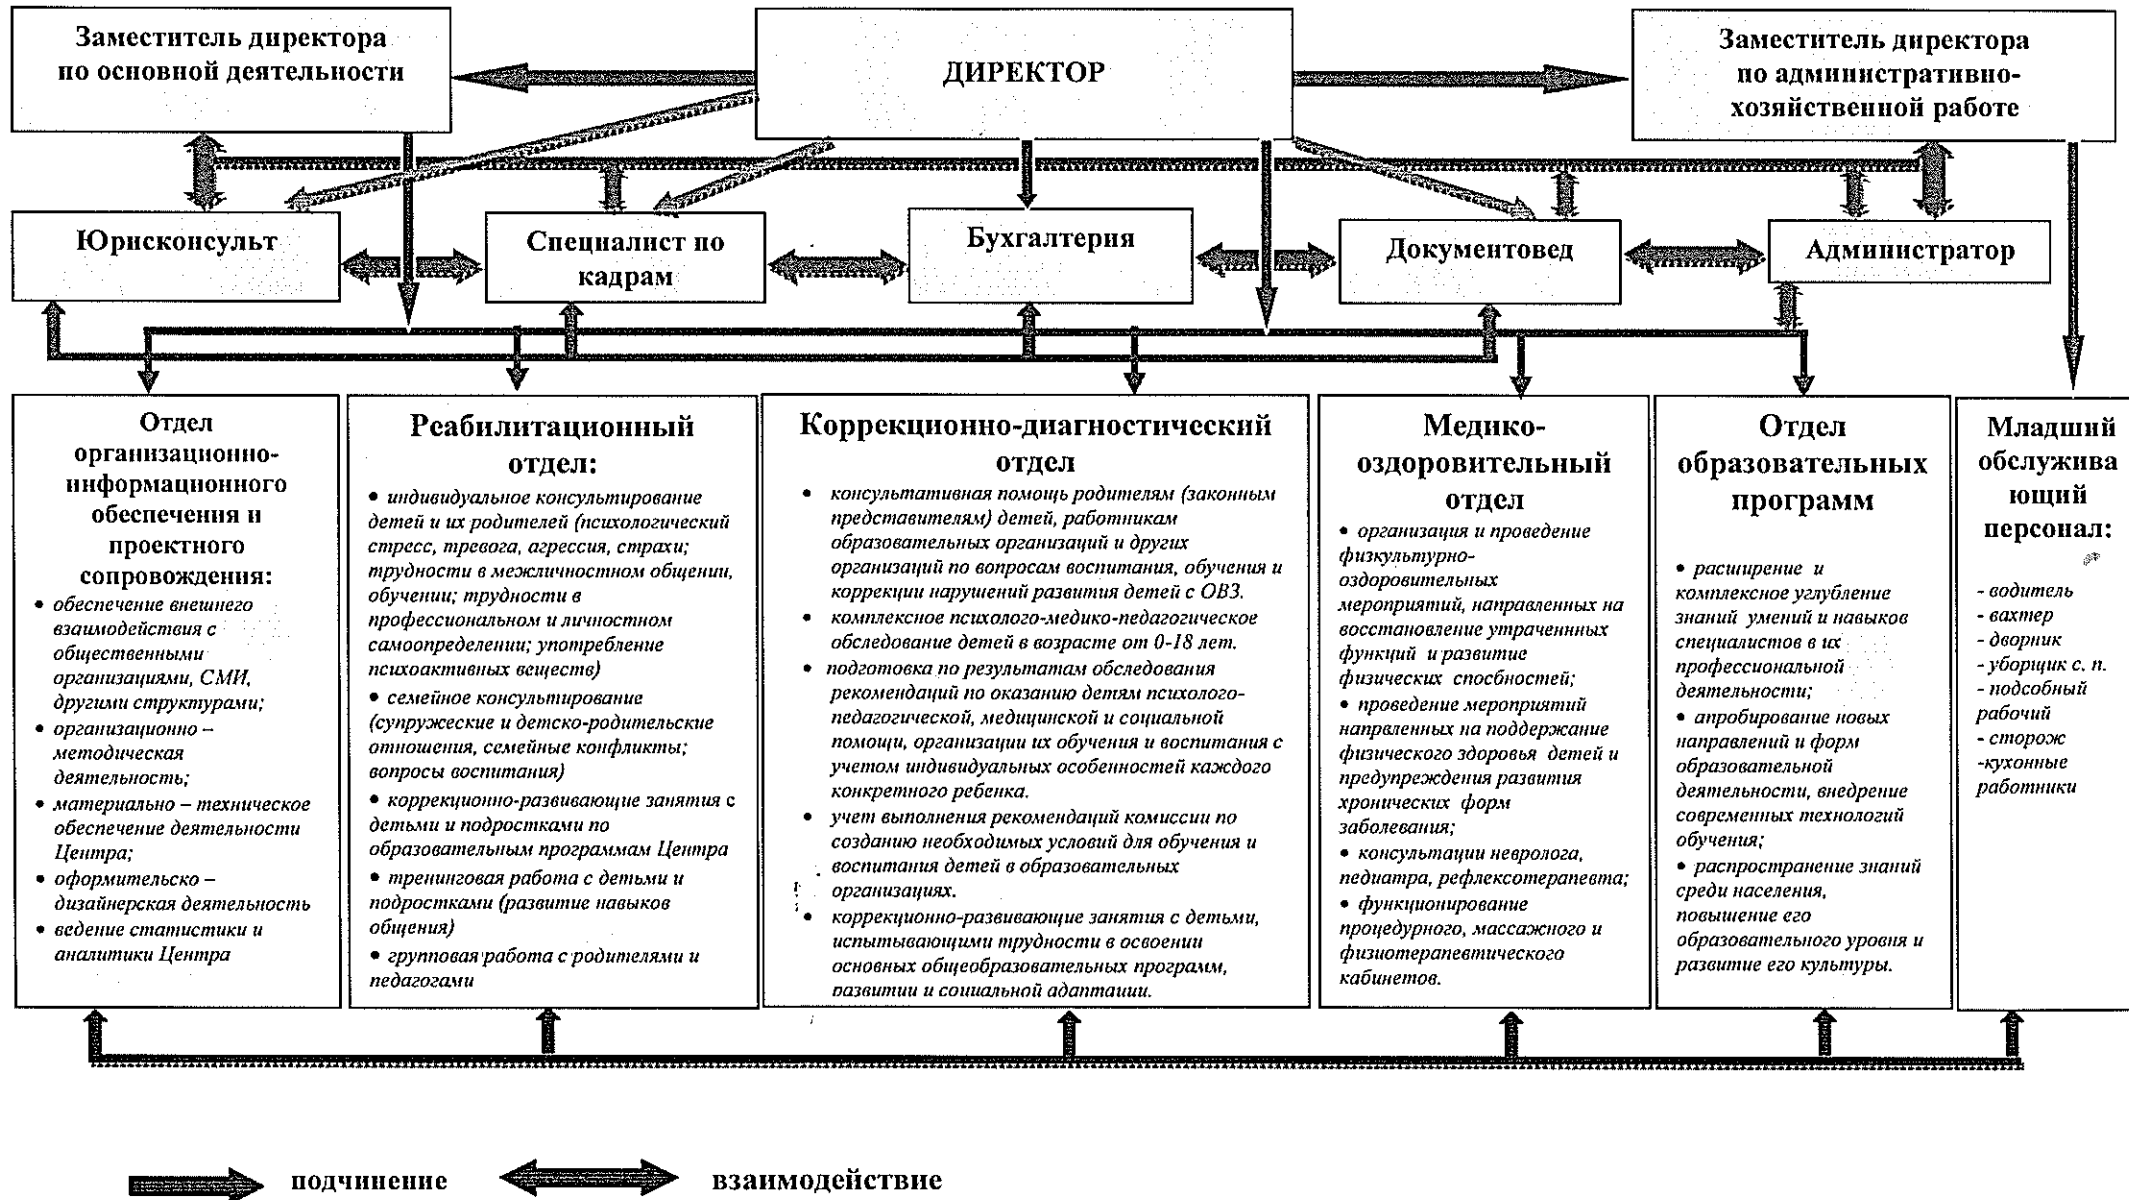 Заместитель директора
по основной деятельности
ДИРЕКТОР
Заместитель директора
по административно-
хозяйственной работе
Юрисконсульт
Специалист по
кадрам
Бухгалтерия
Документовед
Администратор
Отдел
организационно-
информационного
обеспечения и
проектного
сопровождения:
• обеспечение внешнего
взаимодействия с
общественными
организациями, СМИ,
другими структурами;
• организационно –
методическая
деятельность;
• материально – техническое
обеспечение деятельности
Центра;
• оформительско –
дизайнерская деятельность
• ведение статистики и
аналитики Центра
Реабилитационный
отдел:
• индивидуальное консультирование
детей и их родителей (психологический
стресс, тревога, агрессия, страхи;
трудности в межличностном общении,
обучении; трудности в
профессиональном и личностном
самоопределении; употребление
психоактивных веществ)
• семейное консультирование
(супружеские и детско-родительские
отношения, семейные конфликты;
вопросы воспитания)
• коррекционно-развивающие занятия с
детьми и подростками по
образовательным программам Центра
• тренинговая работа с детьми и
подростками (развитие навыков
общения)
• групповая работа с родителями и
педагогами
Коррекционно-диагностический
отдел
• консультативная помощь родителям (законным
представителям) детей, работникам
образовательных организаций и других
организаций по вопросам воспитания, обучения и
коррекции нарушений развития детей с ОВЗ.
• комплексное психолого-медико-педагогическое
обследование детей в возрасте от 0-18 лет.
• подготовка по результатам обследования
рекомендаций по оказанию детям психолого-
педагогической, медицинской и социальной
помощи, организации их обучения и воспитания с
учетом индивидуальных особенностей каждого
конкретного ребенка.
• учет выполнения рекомендаций комиссии по
созданию необходимых условий для обучения и
воспитания детей в образовательных
организациях.
• коррекционно-развивающие занятия с детьми,
испытывающими трудности в освоении
основных общеобразовательных программ,
развитии и социальной адаптации.
Медико-
оздоровительный
отдел
• организация и проведение
физкультурно-
оздоровительных
мероприятий, направленных на
восстановление утраченнных
функций и развитие
физических спосбностей;
• проведение мероприятий
напрвленных на поддержание
физического здоровья детей и
предупреждения развития
хронических форм
заболевания;
• консультации невролога,
педиатра, рефлексотерапевта;
• функционирование
процедурного, массажного и
физиотерапевтического
кабинетов.
Отдел
образовательных
программ
• расширение и
комплексное углубление
знаний умений и навыков
специалистов в их
профессиональной
деятельности;
• апробирование новых
направлений и форм
образовательной
деятельности, внедрение
современных технологий
обучения;
• распространение знаний
среди населения,
повышение его
образовательного уровня и
развитие его культуры.
Младший
обслужива
ющий
персонал:
- водитель
- вахтер
- дворник
- уборщик с. п.
- подсобный
рабочий
- сторож
-кухонные
работники
подчинение
взаимодействие